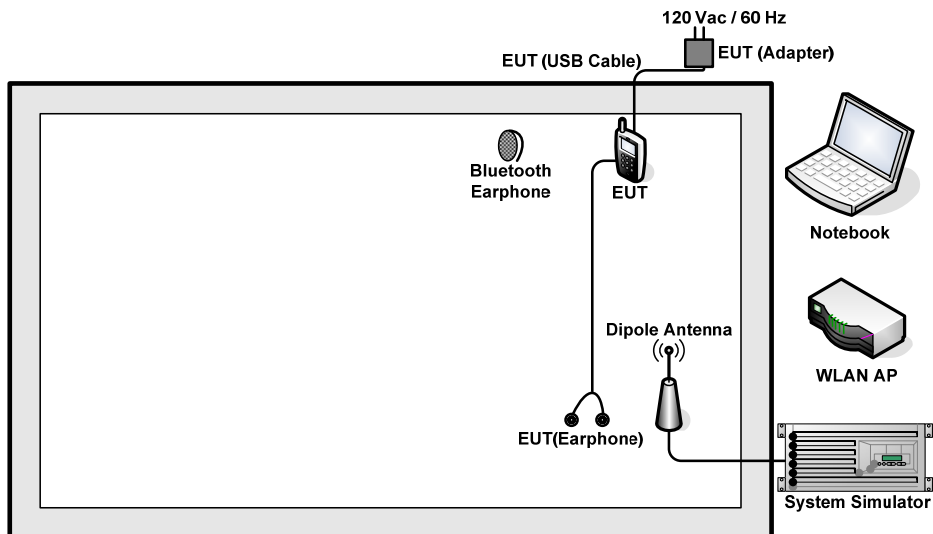 120 Vac / 60 Hz
EUT (USB Cable)
EUT (Adapter)
Bluetooth
Earphone
EUT
Notebook
Dipole Antenna
WLAN AP
EUT(Earphone)
System Simulator